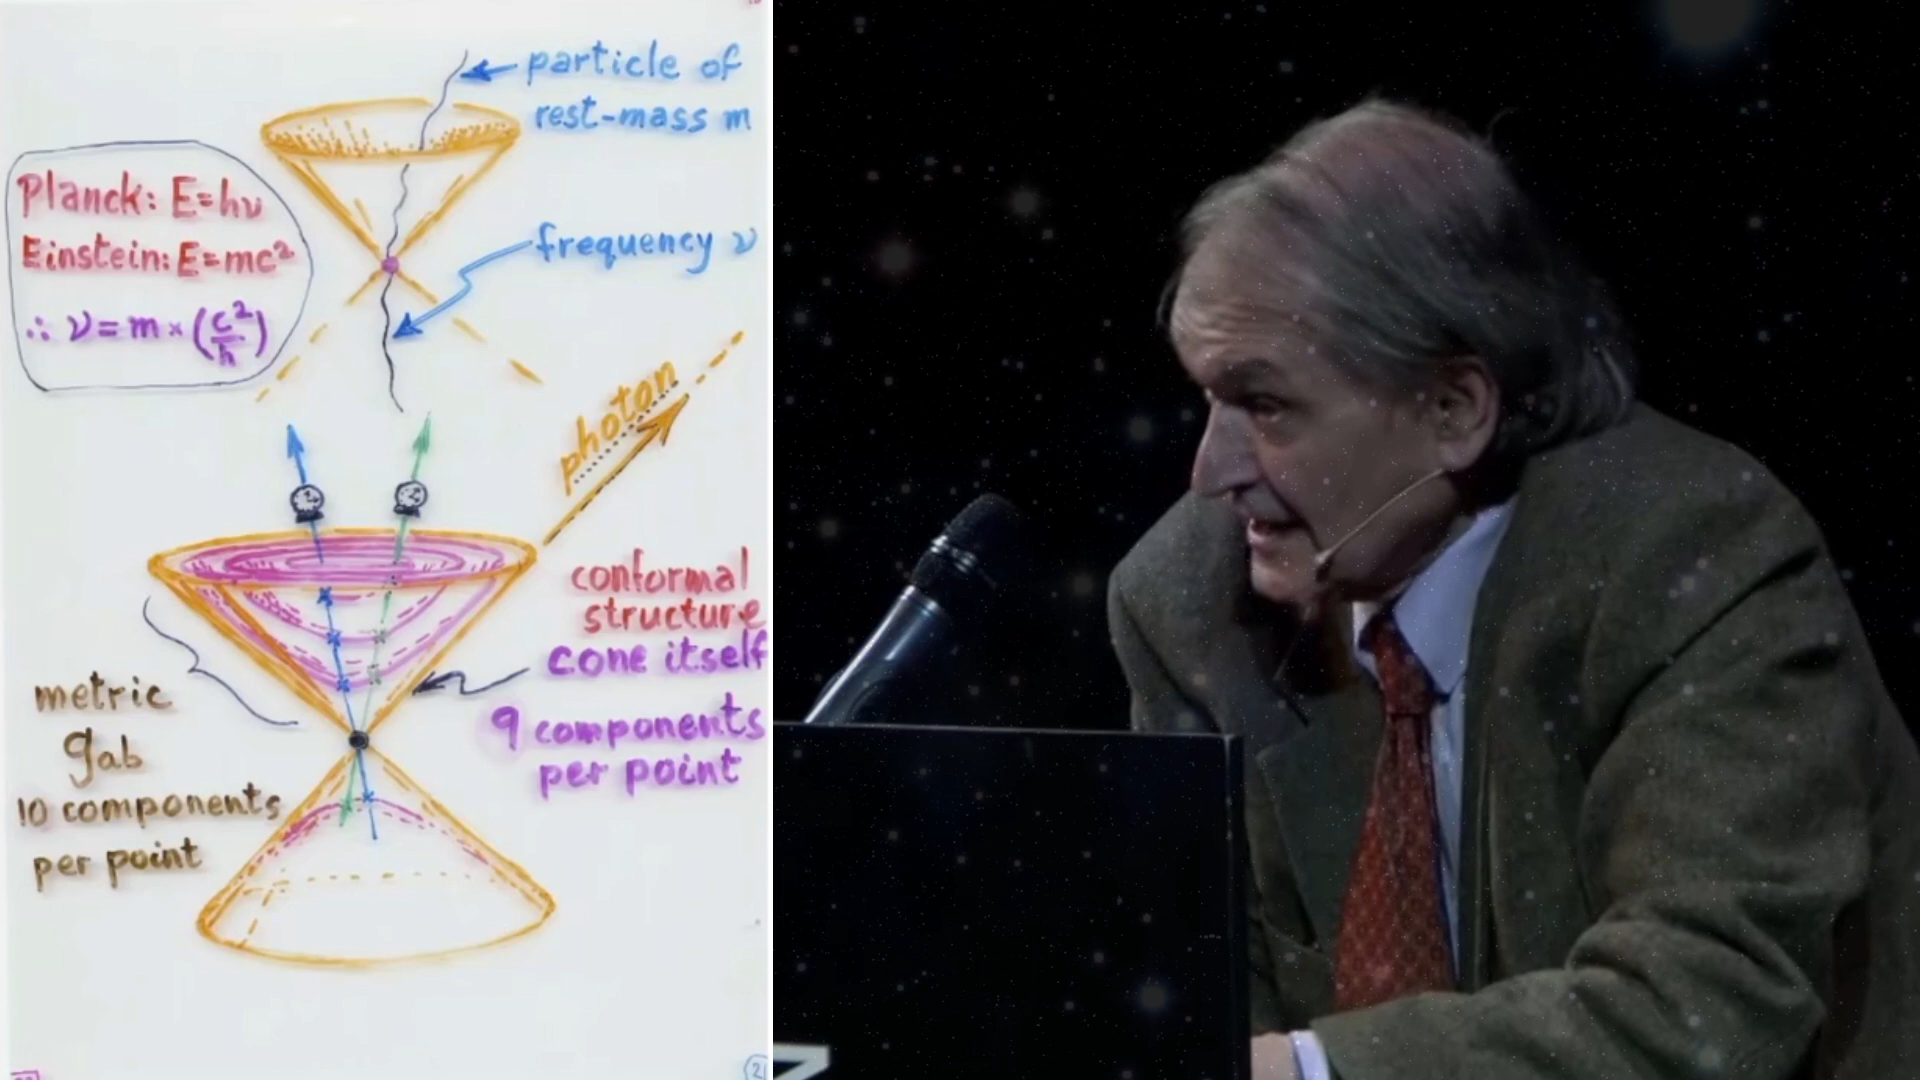 particle of
rest-mass m
Planck: E=hν
Einstein: E=mc²
∴ ν = m × (c²/h)
frequency ν
photon
conformal
structure
cone itself
9 components
per point
metric
gab
10 components
per point